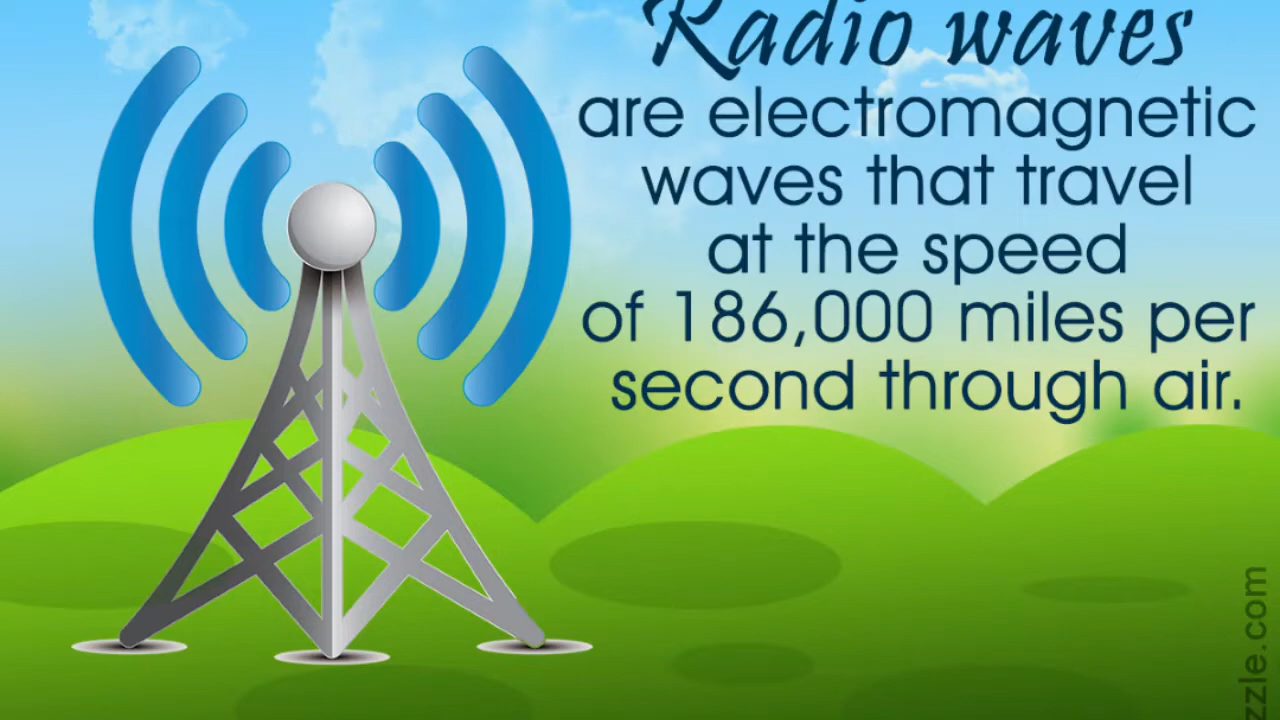 Radio waves
are electromagnetic
waves that travel
at the speed
of 186,000 miles per
second through air.
zzle.com